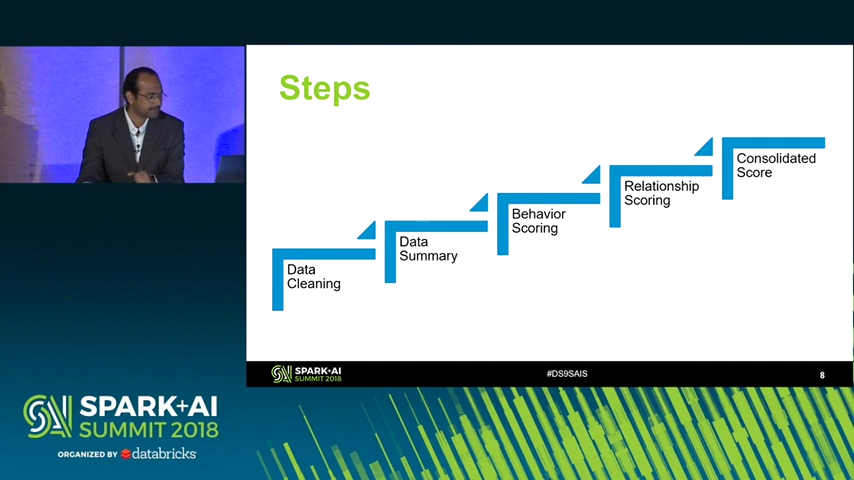 Steps
Data
Cleaning
Data
Summary
Behavior
Scoring
Relationship
Scoring
Consolidated
Score
SPARK+AI
SUMMIT 2018
#DS9SAIS
8
SPARK+AI
SUMMIT 2018
ORGANIZED BY databricks